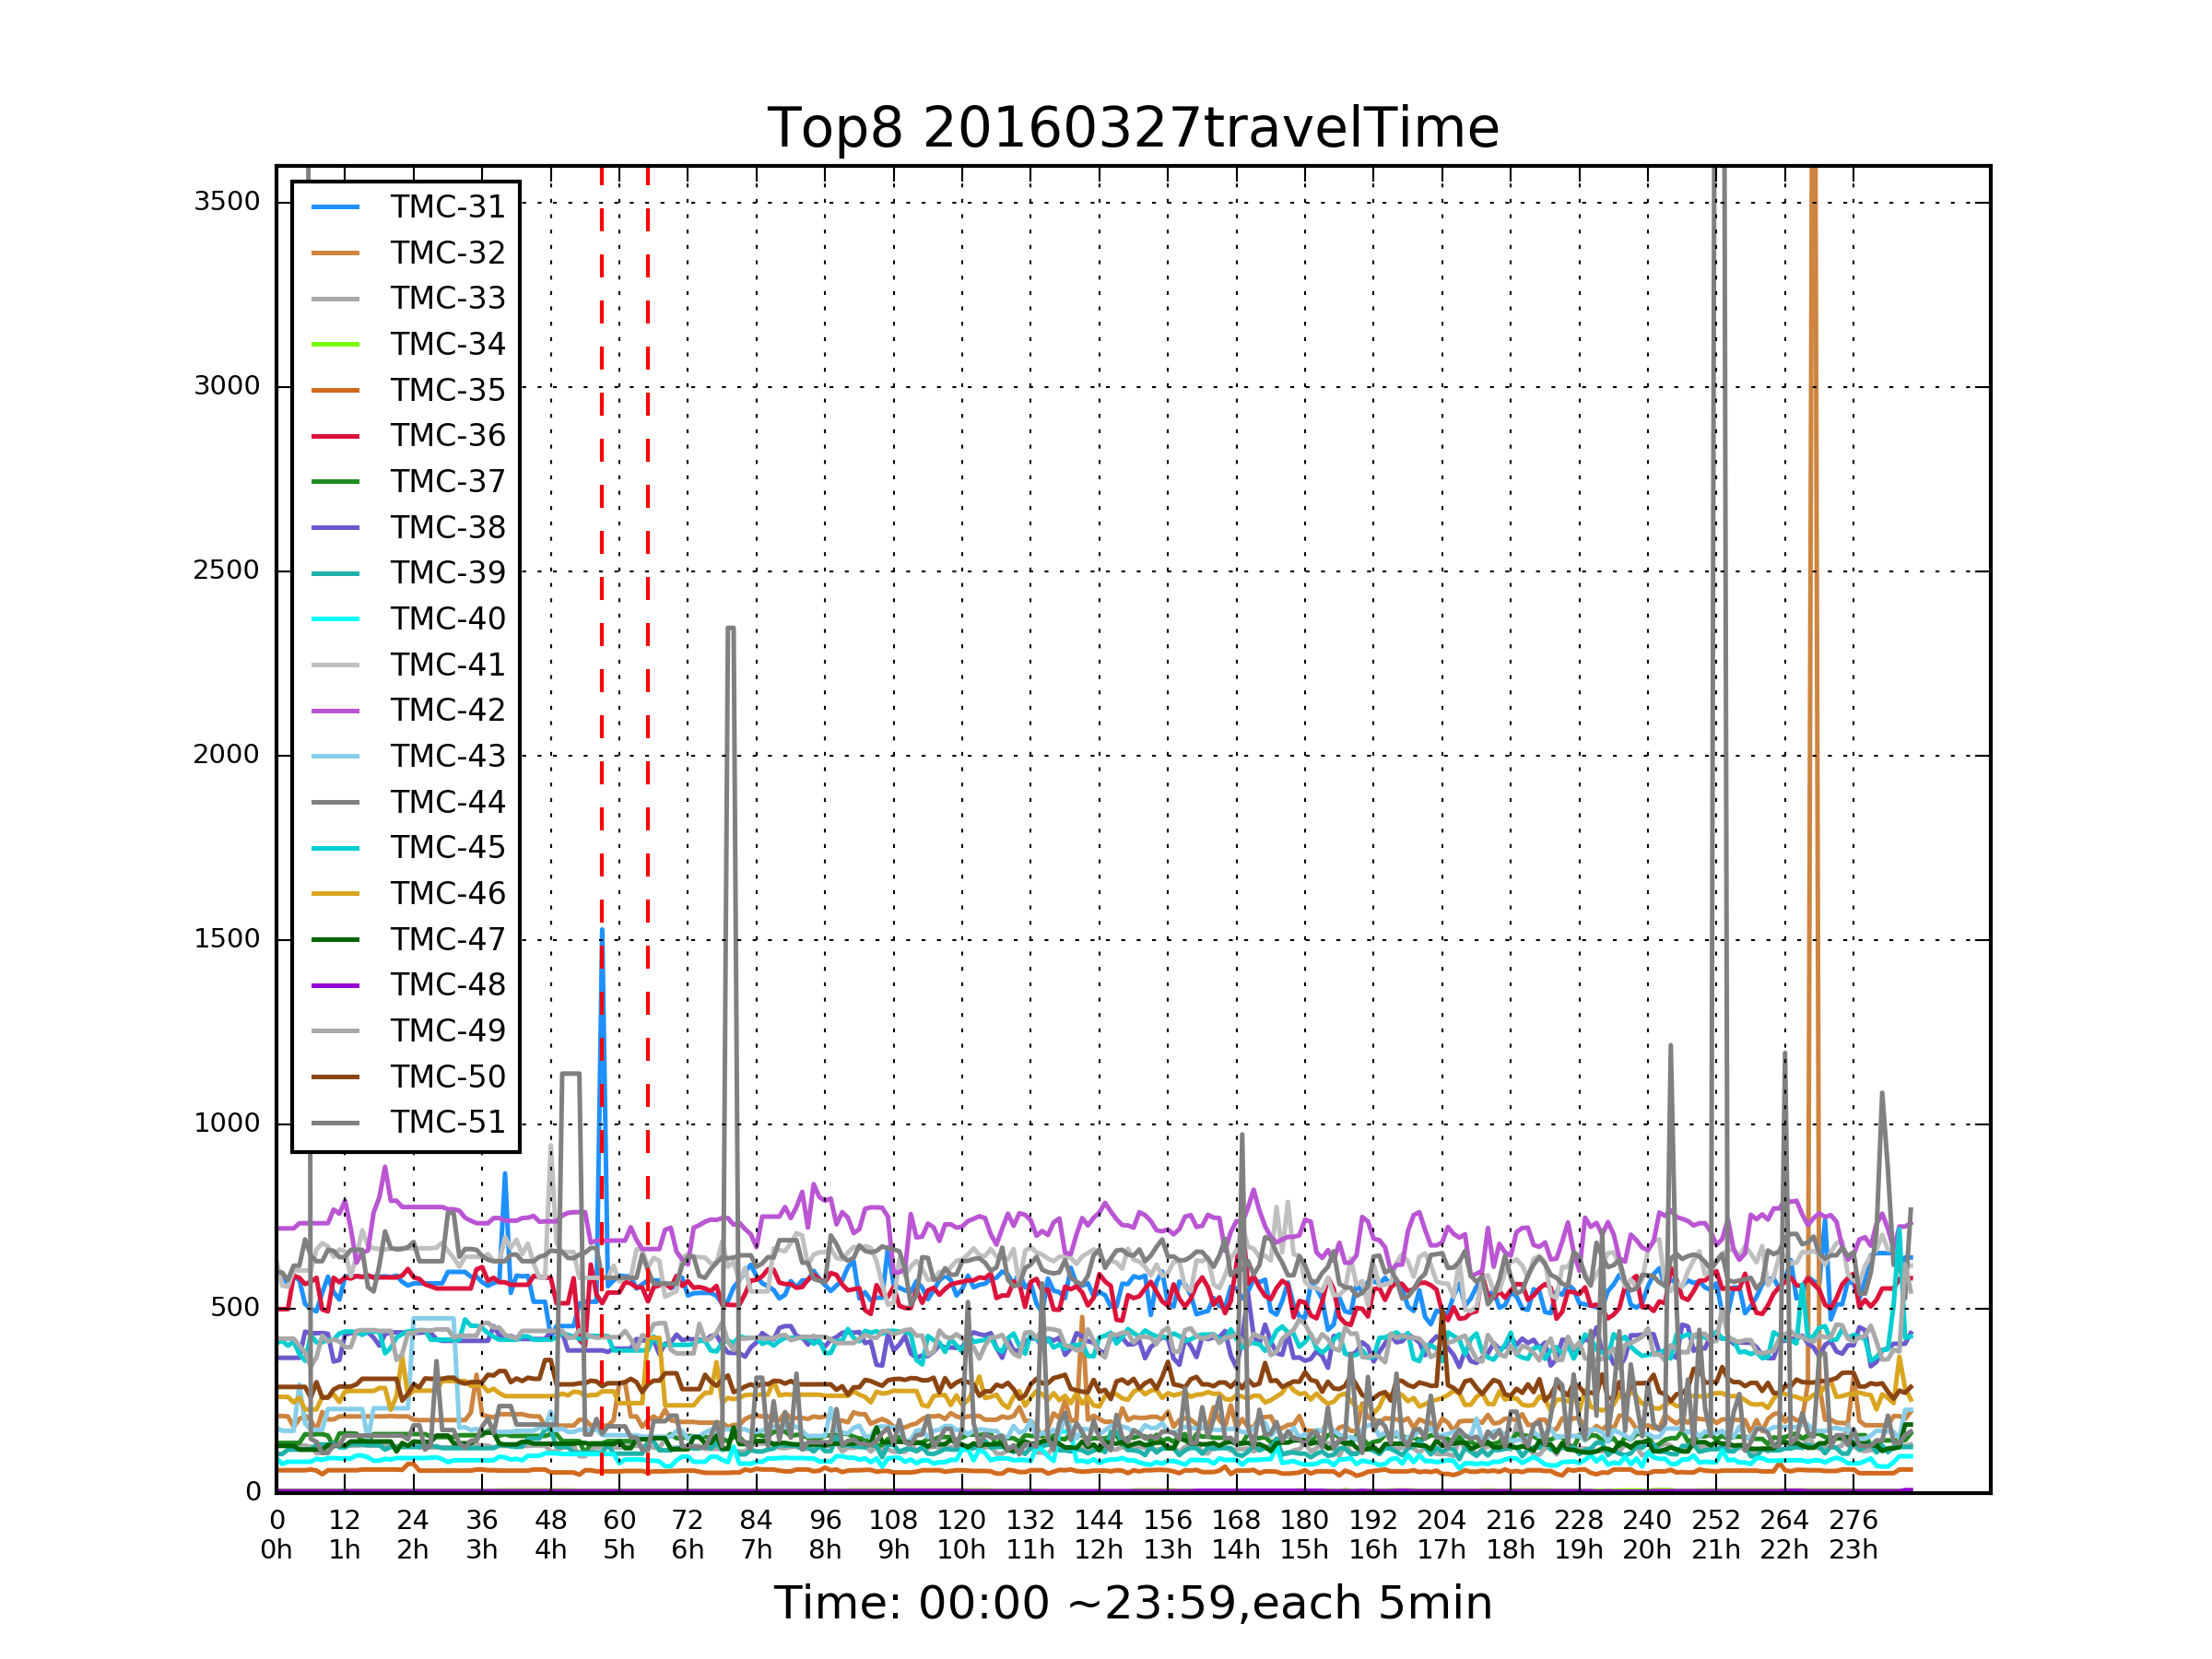 Top8 20160327travelTime
3500
3000
2500
2000
1500
1000
500
0
TMC-31
TMC-32
TMC-33
TMC-34
TMC-35
TMC-36
TMC-37
TMC-38
TMC-39
TMC-40
TMC-41
TMC-42
TMC-43
TMC-44
TMC-45
TMC-46
TMC-47
TMC-48
TMC-49
TMC-50
TMC-51
0 12 24 36 48 60 72 84 96 108 120 132 144 156 168 180 192 204 216 228 240 252 264 276
0h 1h 2h 3h 4h 5h 6h 7h 8h 9h 10h 11h 12h 13h 14h 15h 16h 17h 18h 19h 20h 21h 22h 23h
Time: 00:00 ~23:59,each 5min